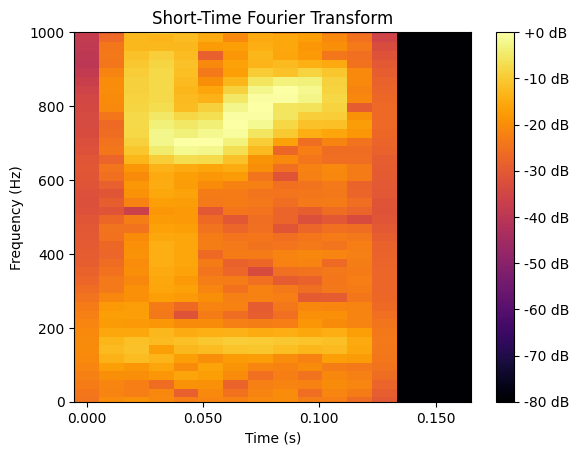 Short-Time Fourier Transform
1000
800
600
400
200
0
Frequency (Hz)
0.000
0.050
0.100
0.150
Time (s)
+0 dB
-10 dB
-20 dB
-30 dB
-40 dB
-50 dB
-60 dB
-70 dB
-80 dB